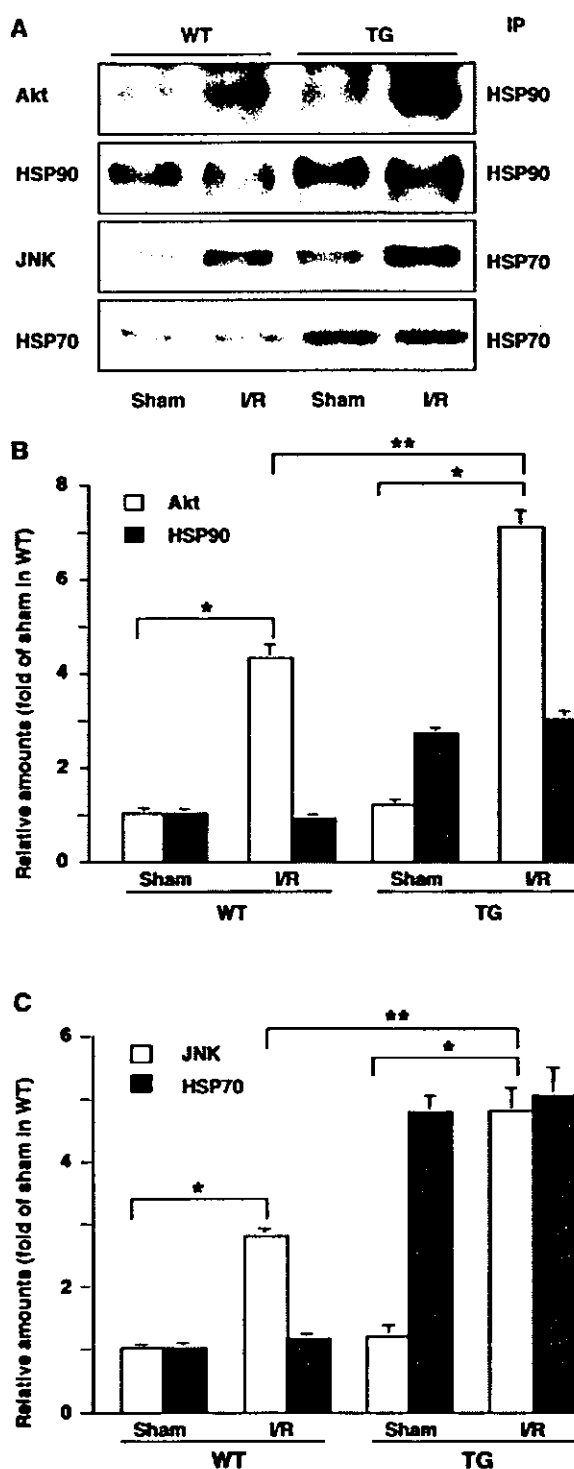 A WT TG IP
Akt HSP90
HSP90 HSP90
JNK HSP70
HSP70 HSP70
Sham I/R Sham I/R
B
** 
*
8
Akt
HSP90
6
*
4
2
0
Relative amounts (fold of sham in WT)
Sham I/R Sham I/R
WT TG
C
**
*
6
JNK
HSP70
4
*
2
0
Relative amounts (fold of sham in WT)
Sham I/R Sham I/R
WT TG